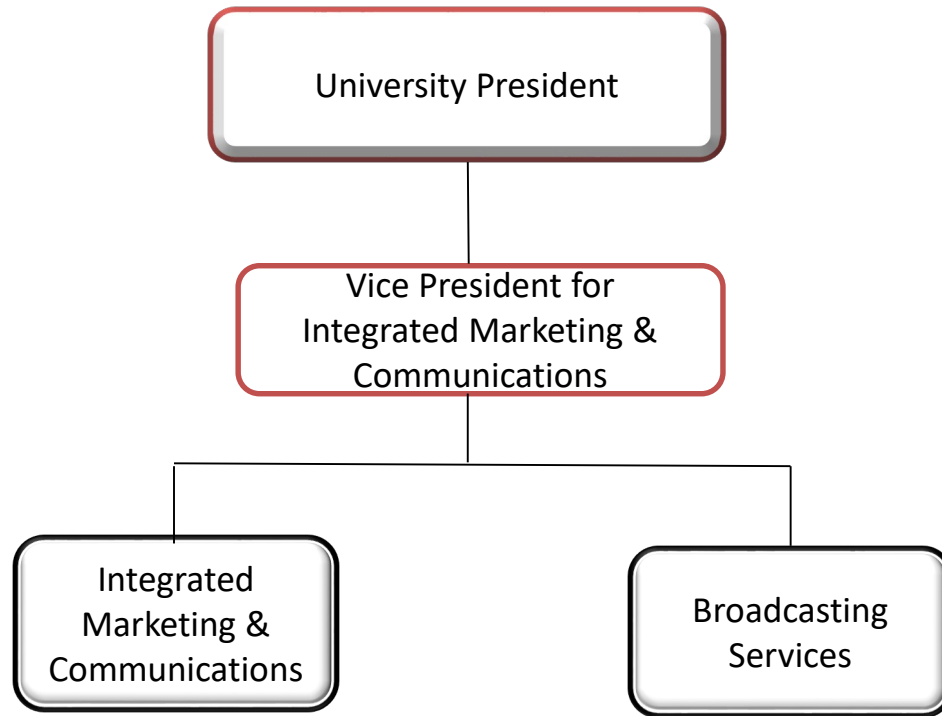 University President
Vice President for
Integrated Marketing &
Communications
Integrated
Marketing &
Communications
Broadcasting
Services